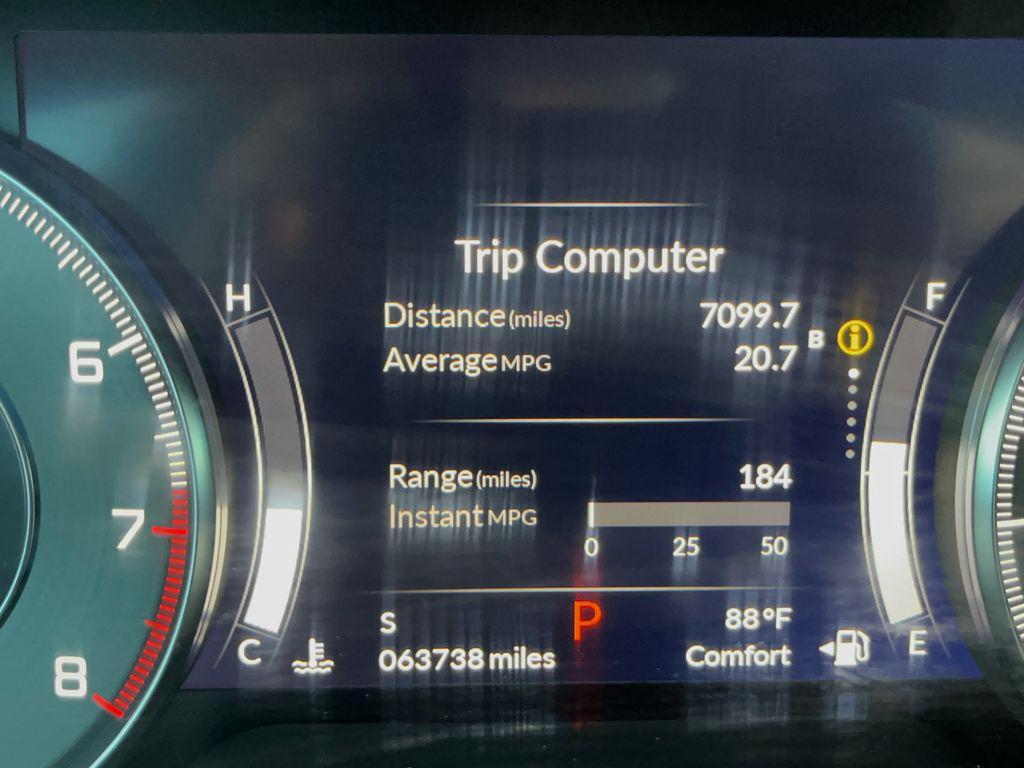 Trip Computer
Distance (miles) 7099.7
Average MPG 20.7
B
Range (miles) 184
Instant MPG
0 25 50
S P 88°F
063738 miles Comfort
H
C
F
E
6
7
8